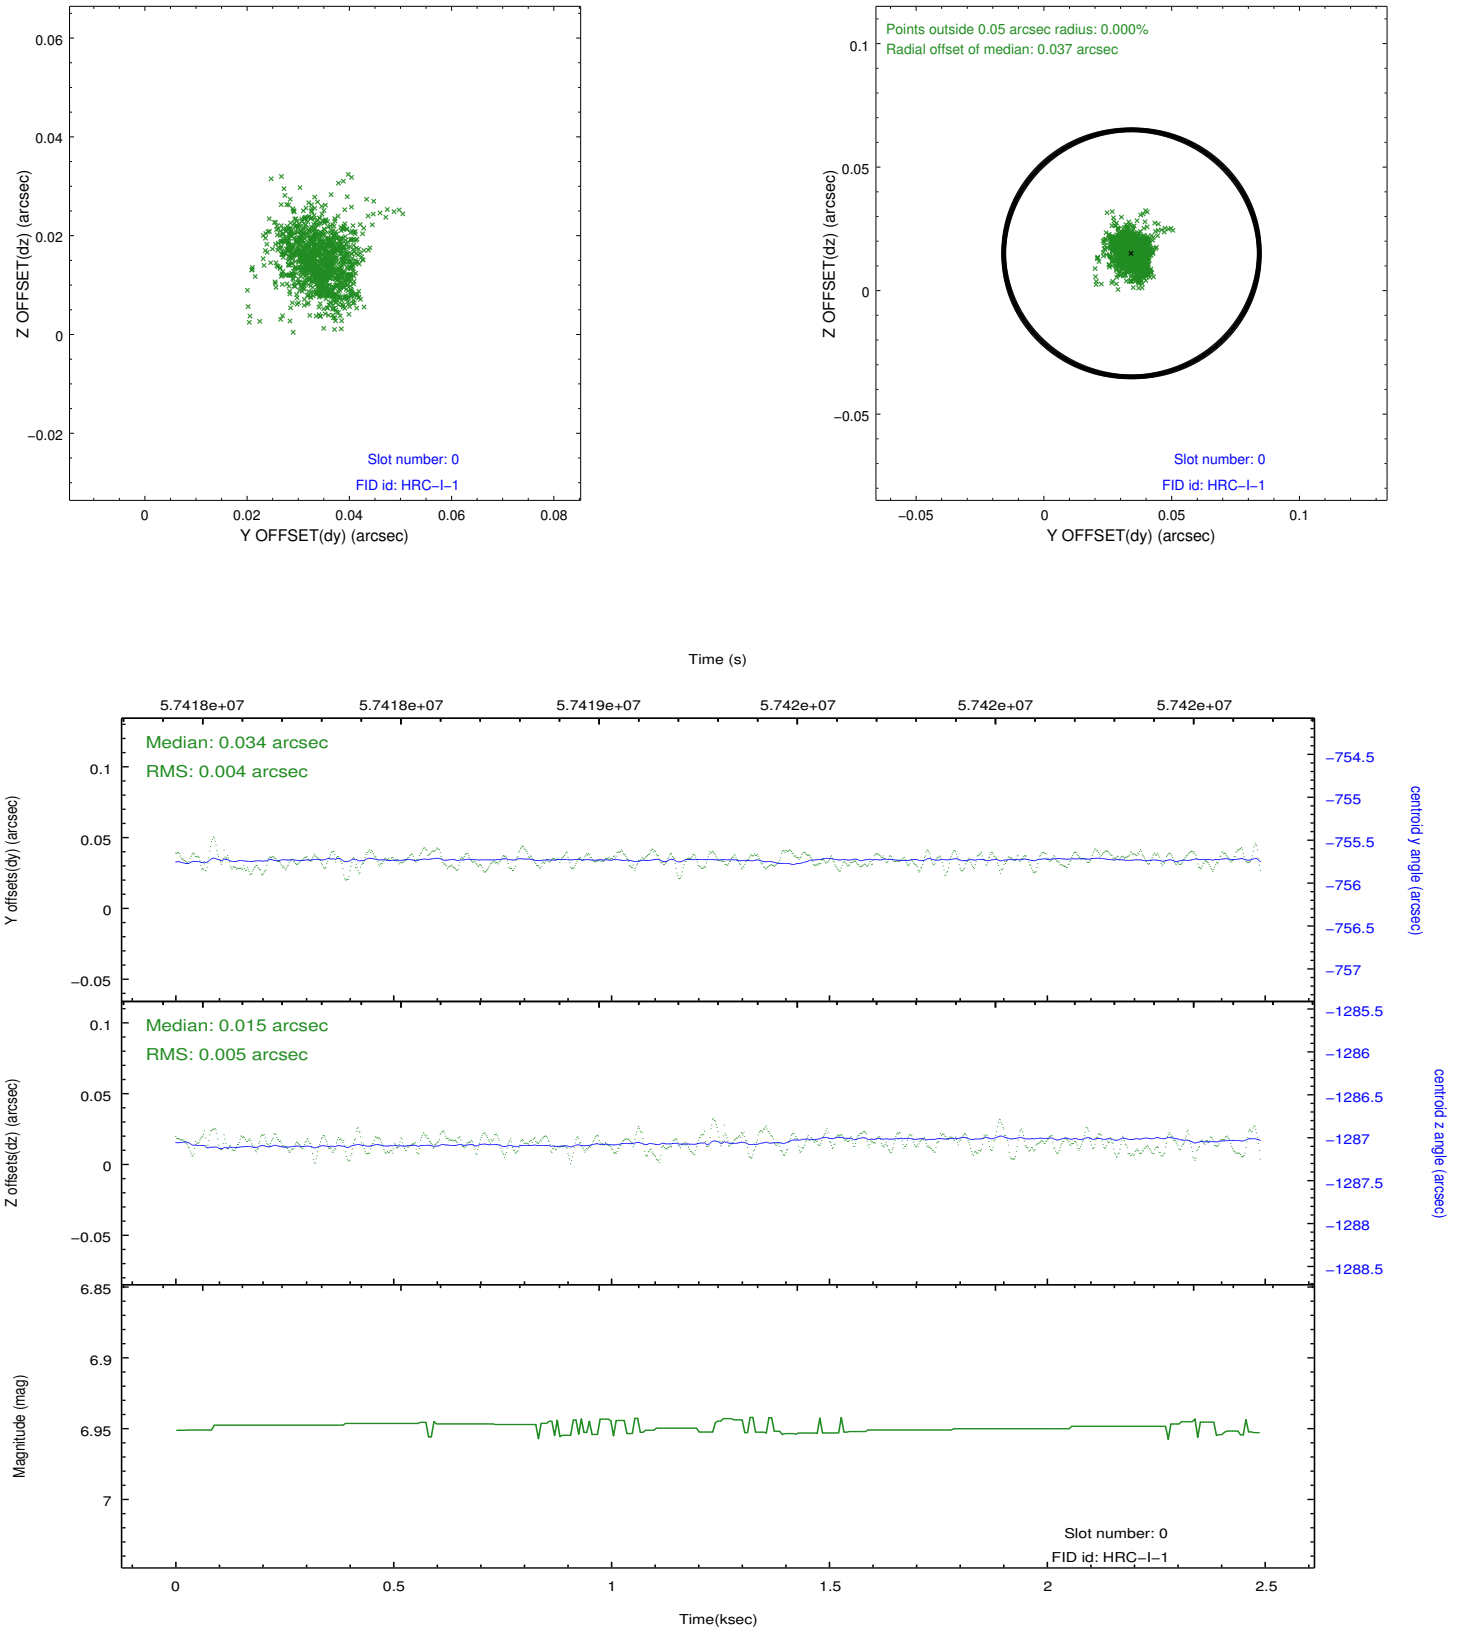 0.06
0.04
0.02
0
−0.02
Z OFFSET(dz) (arcsec)
Slot number: 0
FID id: HRC−I−1
0 0.02 0.04 0.06 0.08
Y OFFSET(dy) (arcsec)
Points outside 0.05 arcsec radius: 0.000%
Radial offset of median: 0.037 arcsec
0.1
0.05
0
−0.05
Z OFFSET(dz) (arcsec)
Slot number: 0
FID id: HRC−I−1
−0.05 0 0.05 0.1
Y OFFSET(dy) (arcsec)
Time (s)
5.7418e+07 5.7418e+07 5.7419e+07 5.742e+07 5.742e+07 5.742e+07
Median: 0.034 arcsec
RMS: 0.004 arcsec
0.1
0.05
0
−0.05
Y offsets(dy) (arcsec)
−754.5
−755
−755.5
−756
−756.5
−757
centroid y angle (arcsec)
Median: 0.015 arcsec
RMS: 0.005 arcsec
0.1
0.05
0
−0.05
Z offsets(dz) (arcsec)
−1285.5
−1286
−1286.5
−1287
−1287.5
−1288
−1288.5
centroid z angle (arcsec)
6.85
6.9
6.95
7
Magnitude (mag)
Slot number: 0
FID id: HRC−I−1
0 0.5 1 1.5 2 2.5
Time(ksec)